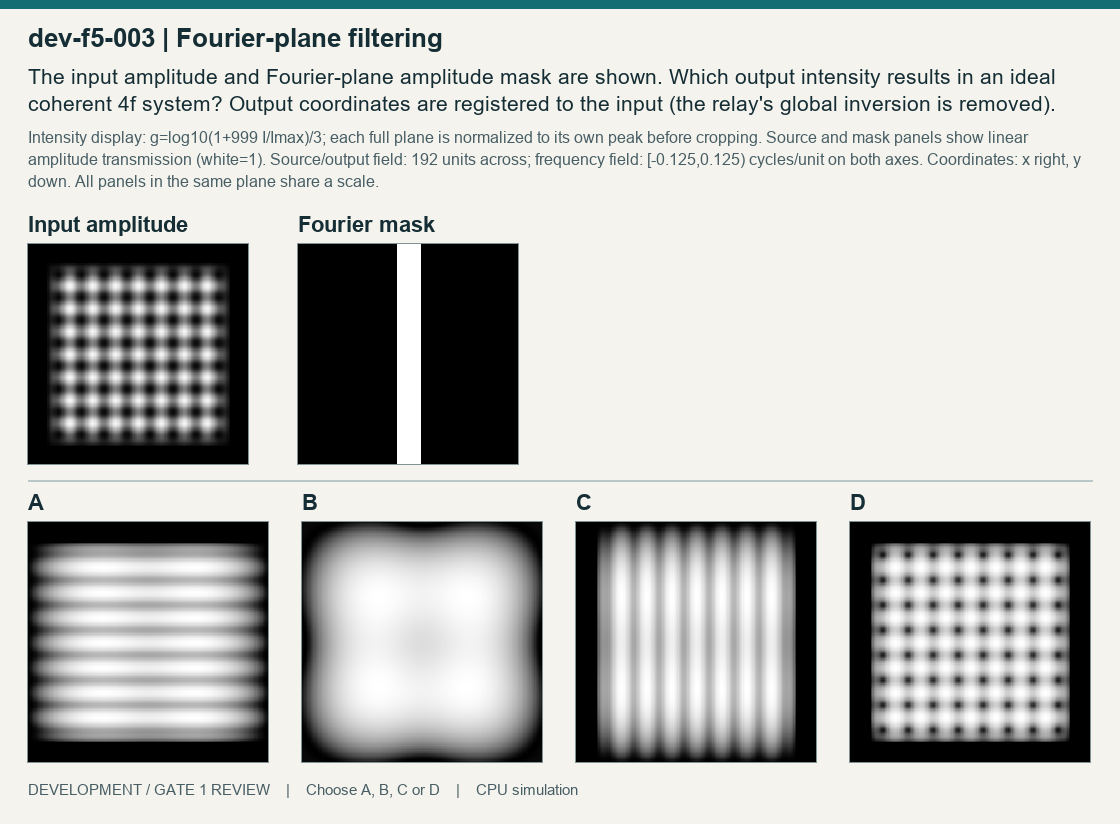 dev-f5-003 | Fourier-plane filtering
The input amplitude and Fourier-plane amplitude mask are shown. Which output intensity results in an ideal
coherent 4f system? Output coordinates are registered to the input (the relay's global inversion is removed).
Intensity display: g=log10(1+999 I/Imax)/3; each full plane is normalized to its own peak before cropping. Source and mask panels show linear
amplitude transmission (white=1). Source/output field: 192 units across; frequency field: [-0.125,0.125) cycles/unit on both axes. Coordinates: x right, y
down. All panels in the same plane share a scale.
Input amplitude
Fourier mask
A
B
C
D
DEVELOPMENT / GATE 1 REVIEW | Choose A, B, C or D | CPU simulation